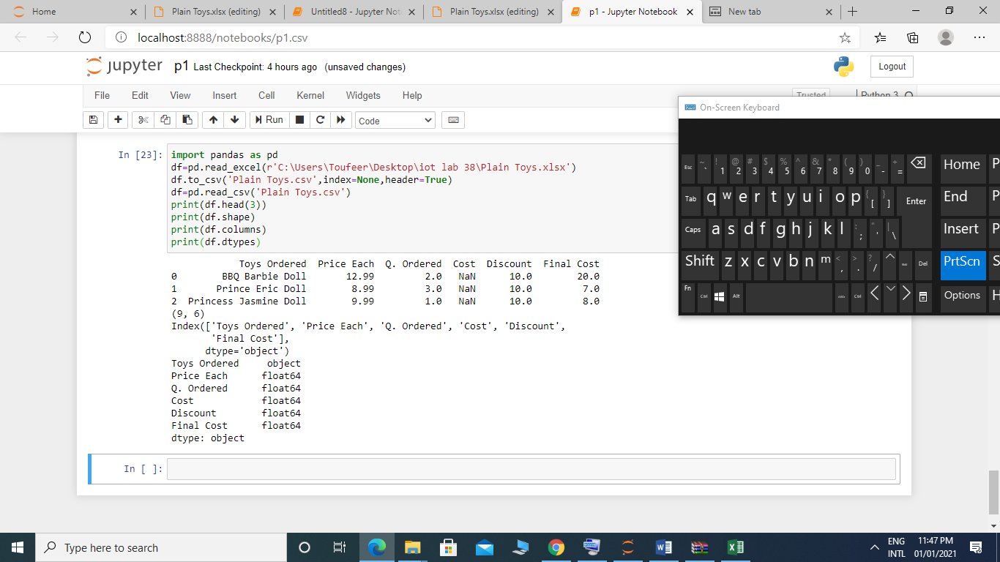 Home
Plain Toys.xlsx (editing)
Untitled8 - Jupyter Not
Plain Toys.xlsx (editing)
p1 - Jupyter Notebook
New tab
localhost:8888/notebooks/p1.csv
jupyter p1 Last Checkpoint: 4 hours ago (unsaved changes)
Logout
File Edit View Insert Cell Kernel Widgets Help
Trusted Python 3
Run Code
In [23]: import pandas as pd
df=pd.read_excel(r'C:\Users\Toufeer\Desktop\iot lab 38\Plain Toys.xlsx')
df.to_csv('Plain Toys.csv',index=None,header=True)
df=pd.read_csv('Plain Toys.csv')
print(df.head(3))
print(df.shape)
print(df.columns)
print(df.dtypes)
Toys Ordered Price Each Q. Ordered Cost Discount Final Cost
0 BBQ Barbie Doll 12.99 2.0 NaN 10.0 20.0
1 Prince Eric Doll 8.99 3.0 NaN 10.0 7.0
2 Princess Jasmine Doll 9.99 1.0 NaN 10.0 8.0
(9, 6)
Index(['Toys Ordered', 'Price Each', 'Q. Ordered', 'Cost', 'Discount',
'Final Cost'],
dtype='object')
Toys Ordered object
Price Each float64
Q. Ordered float64
Cost float64
Discount float64
Final Cost float64
dtype: object
In [ ]:
On-Screen Keyboard
Esc ~ ` ! 1 @ 2 # 3 $ 4 % 5 ^ 6 & 7 * 8 ( 9 ) 0 _ - + = Home P
Tab q w e r t y u i o p { [ } ] Enter End P
Caps a s d f g h j k l : ; " ' | \ Insert P
Shift z x c v b n m < , > . ? / Del PrtScn S
Fn Ctrl Alt Ctrl Options H
Type here to search
ENG
INTL
11:47 PM
01/01/2021